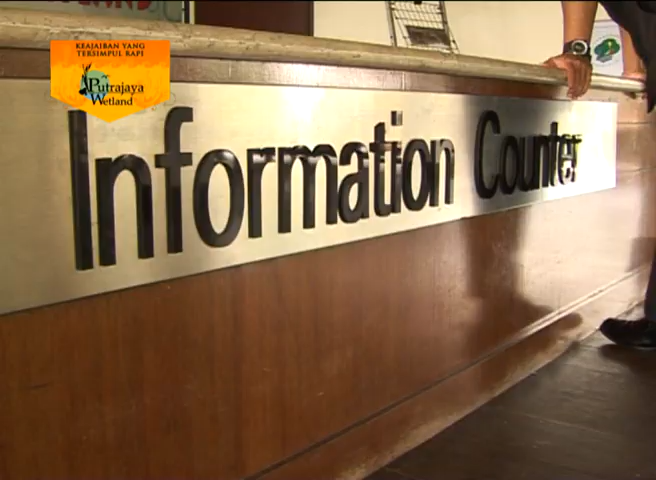 KEAJAIBAN YANG
TERSIMPUL RAPI
Putrajaya
Wetland
Information Counter